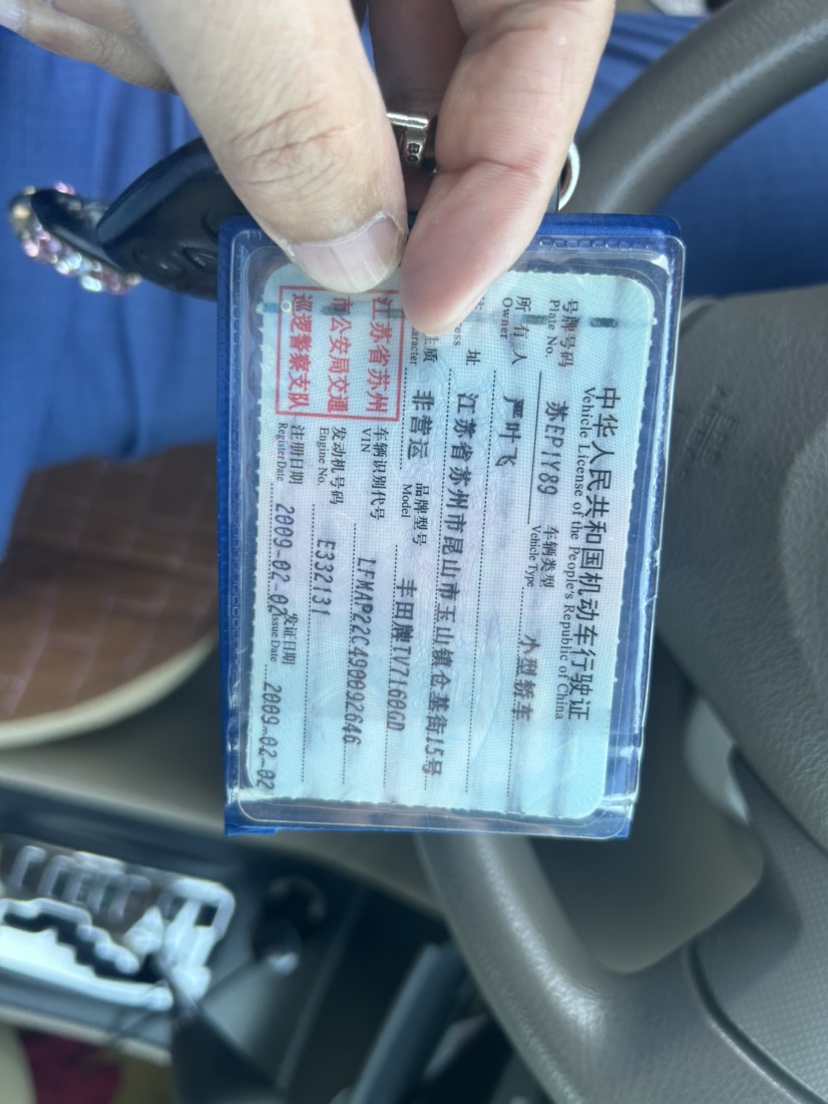 中华人民共和国机动车行驶证
Vehicle License of the People's Republic of China
号牌号码 苏EP1Y89 车辆类型 小型轿车
Plate No. Vehicle Type
所有人 严叶飞
Owner
址 江苏省苏州市昆山市玉山镇仓基街15号
性质 非营运 品牌型号 丰田牌TV7160GD
Model
江苏省苏州
市公安局交通
巡逻警察支队
车辆识别代号 LFMAP22C490092646
VIN
发动机号码 E332131
Engine No.
注册日期 2009-02-02 发证日期 2009-02-02
Register Date Issue Date